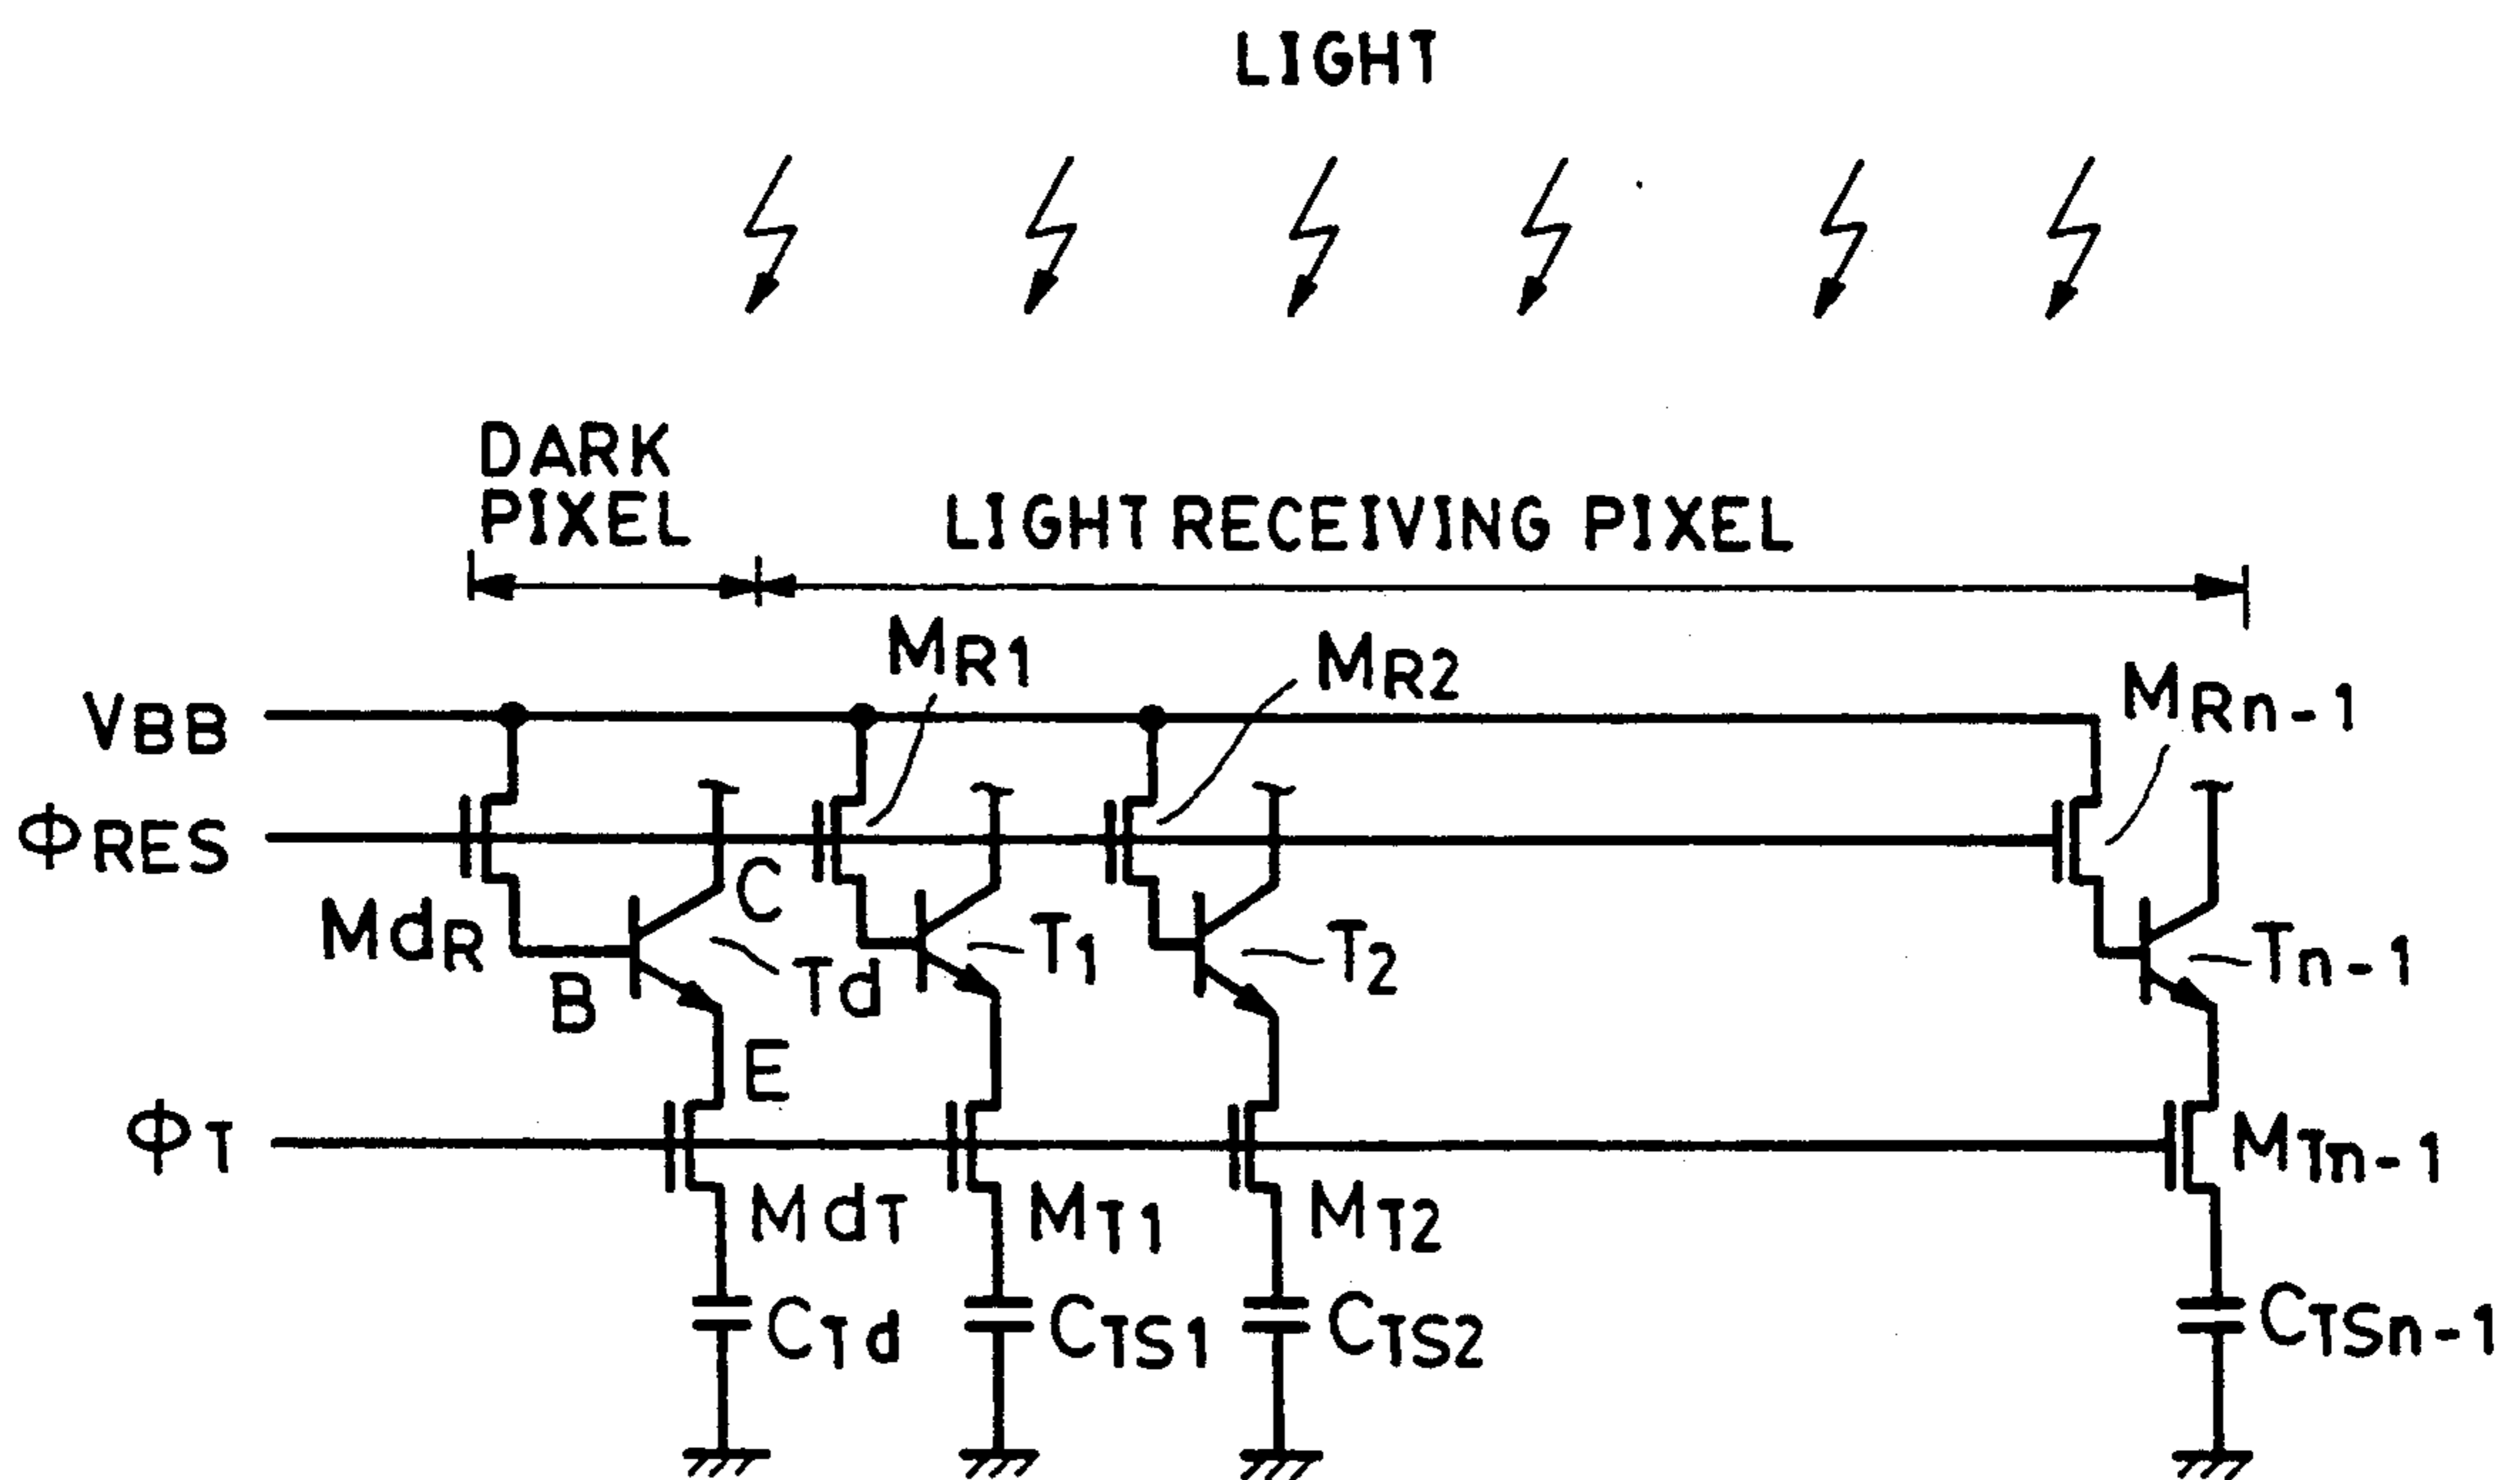 LIGHT
DARK
PIXEL
LIGHT RECEIVING PIXEL
MR1
MR2
MRn-1
VBB
ΦRES
C
MdR
B
Td
T1
T2
Tn-1
E
ΦT
MdT
MT1
MT2
MTn-1
CTd
CTS1
CTS2
CTSn-1